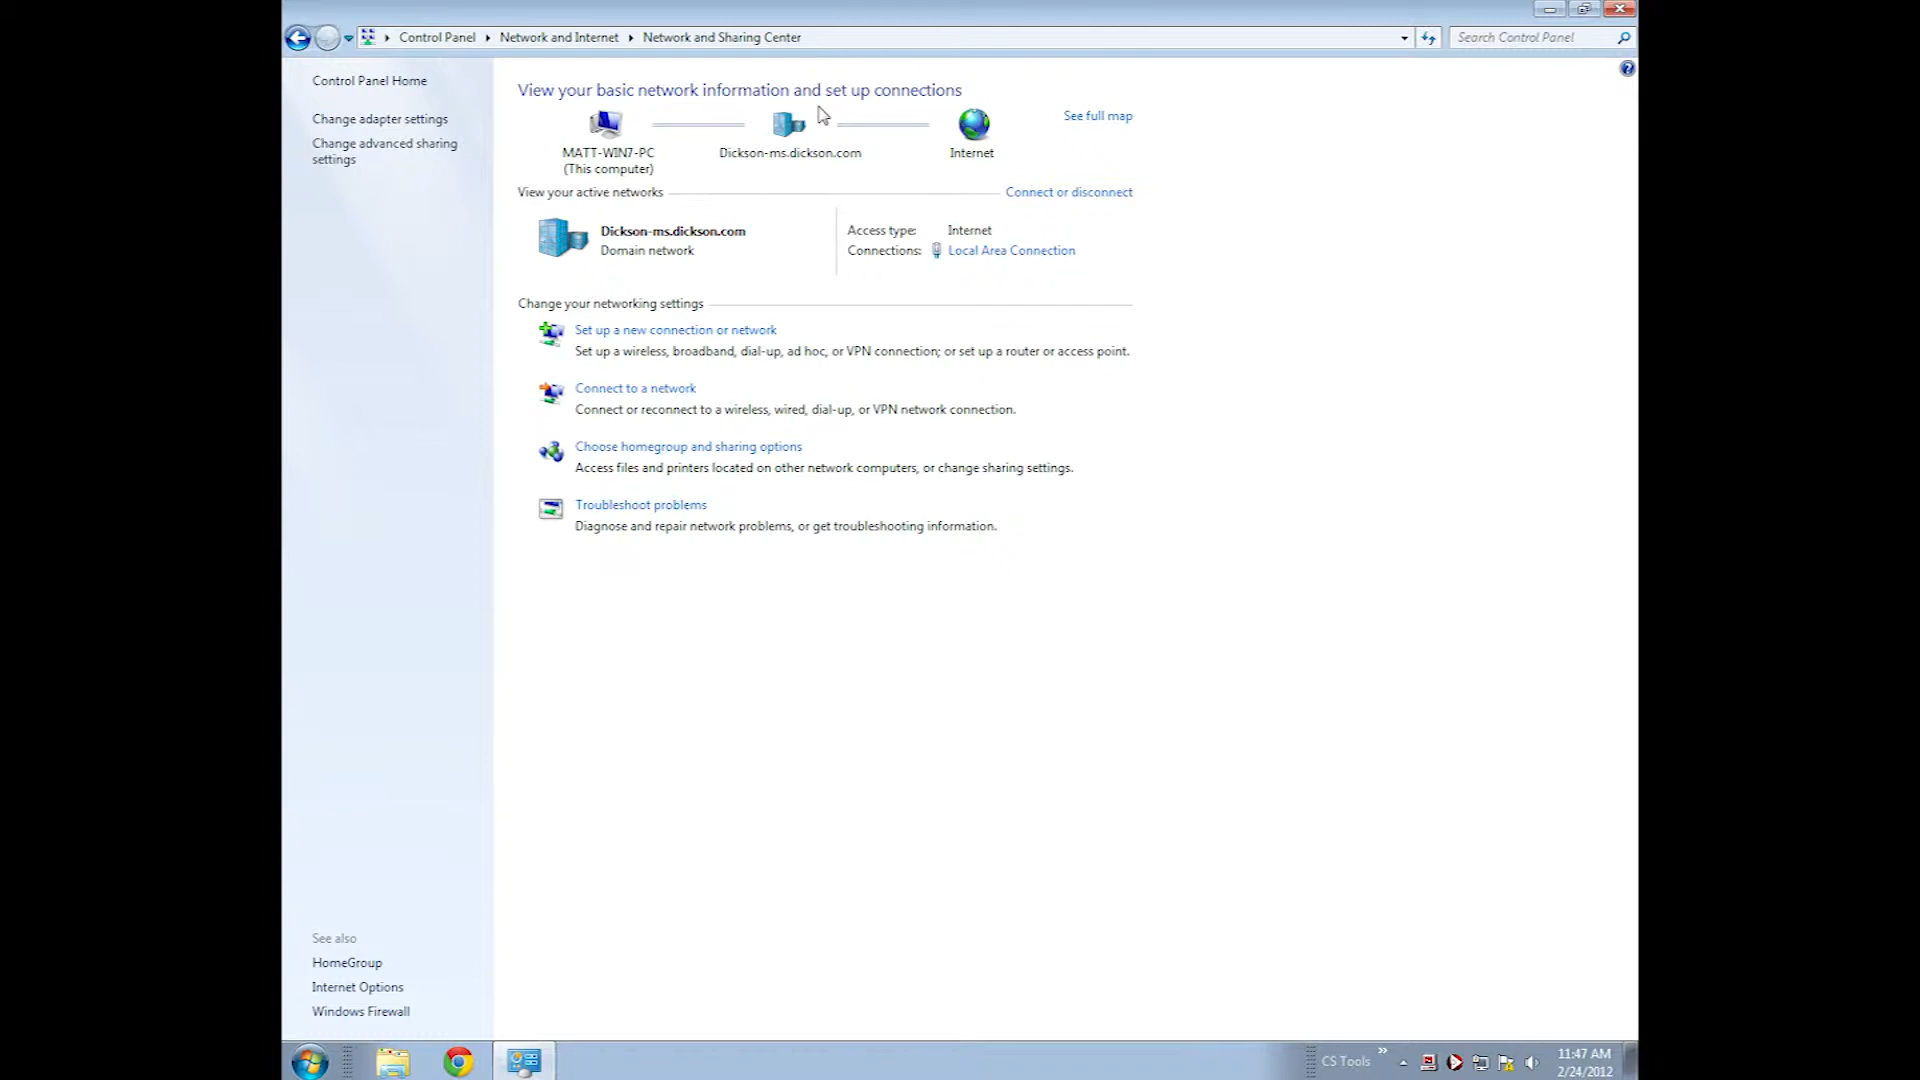 Control Panel
Network and Internet
Network and Sharing Center
Search Control Panel
Control Panel Home
Change adapter settings
Change advanced sharing
settings
View your basic network information and set up connections
See full map
MATT-WIN7-PC
(This computer)
Dickson-ms.dickson.com
Internet
View your active networks
Connect or disconnect
Dickson-ms.dickson.com
Domain network
Access type: Internet
Connections: Local Area Connection
Change your networking settings
Set up a new connection or network
Set up a wireless, broadband, dial-up, ad hoc, or VPN connection; or set up a router or access point.
Connect to a network
Connect or reconnect to a wireless, wired, dial-up, or VPN network connection.
Choose homegroup and sharing options
Access files and printers located on other network computers, or change sharing settings.
Troubleshoot problems
Diagnose and repair network problems, or get troubleshooting information.
See also
HomeGroup
Internet Options
Windows Firewall
CS Tools
11:47 AM
2/24/2012